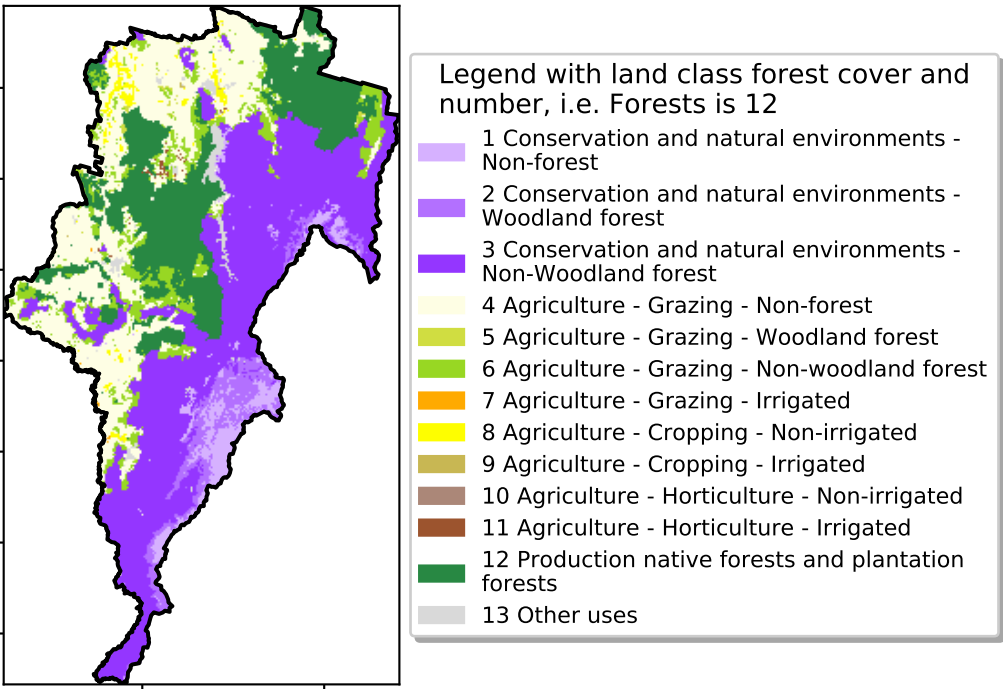 Legend with land class forest cover and
number, i.e. Forests is 12
1 Conservation and natural environments -
Non-forest
2 Conservation and natural environments -
Woodland forest
3 Conservation and natural environments -
Non-Woodland forest
4 Agriculture - Grazing - Non-forest
5 Agriculture - Grazing - Woodland forest
6 Agriculture - Grazing - Non-woodland forest
7 Agriculture - Grazing - Irrigated
8 Agriculture - Cropping - Non-irrigated
9 Agriculture - Cropping - Irrigated
10 Agriculture - Horticulture - Non-irrigated
11 Agriculture - Horticulture - Irrigated
12 Production native forests and plantation
forests
13 Other uses